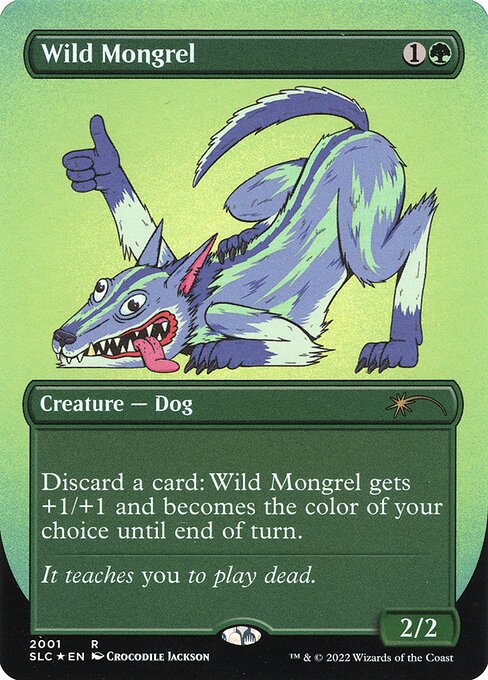 Wild Mongrel 1
Creature — Dog
Discard a card: Wild Mongrel gets
+1/+1 and becomes the color of your
choice until end of turn.
It teaches you to play dead.
2/2
2001 R
SLC ★ EN Crocodile Jackson
™ & © 2022 Wizards of the Coast